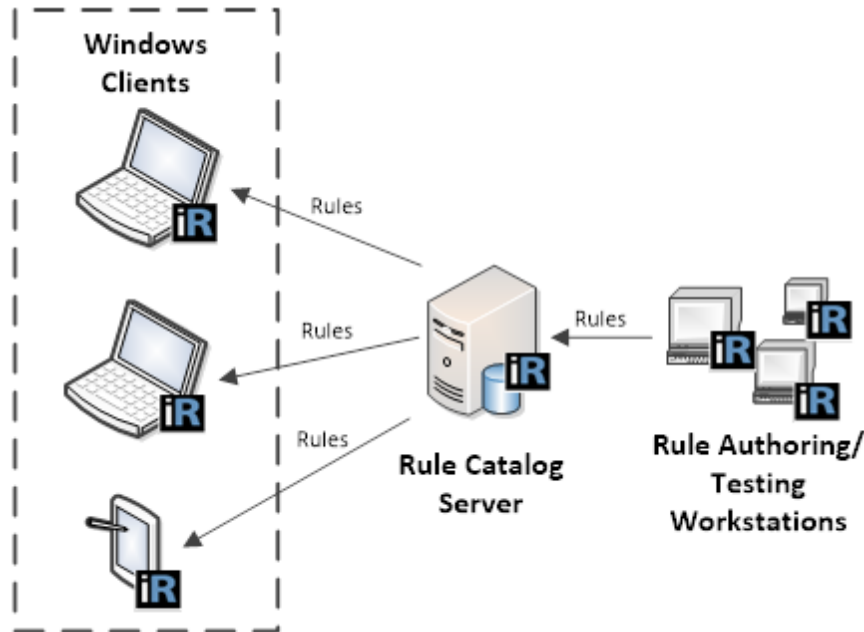 Windows
Clients
iR
Rules
iR
Rules
iR
Rules
iR
Rule Catalog
Server
Rules
iR
iR
iR
Rule Authoring/
Testing
Workstations